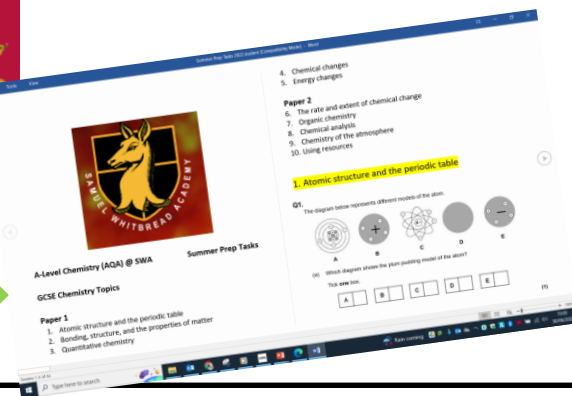 Tools View
Summer Prep Tasks 2022 student [Compatibility Mode] - Word
SAMUEL WHITBREAD ACADEMY
A-Level Chemistry (AQA) @ SWA Summer Prep Tasks
GCSE Chemistry Topics
Paper 1
1. Atomic structure and the periodic table
2. Bonding, structure, and the properties of matter
3. Quantitative chemistry
4. Chemical changes
5. Energy changes
Paper 2
6. The rate and extent of chemical change
7. Organic chemistry
8. Chemical analysis
9. Chemistry of the atmosphere
10. Using resources
1. Atomic structure and the periodic table
Q1.
The diagram below represents different models of the atom.
A B C D E
(a) Which diagram shows the plum pudding model of the atom?
Tick one box.
A B C D E
(1)
Type here to search
Rain coming